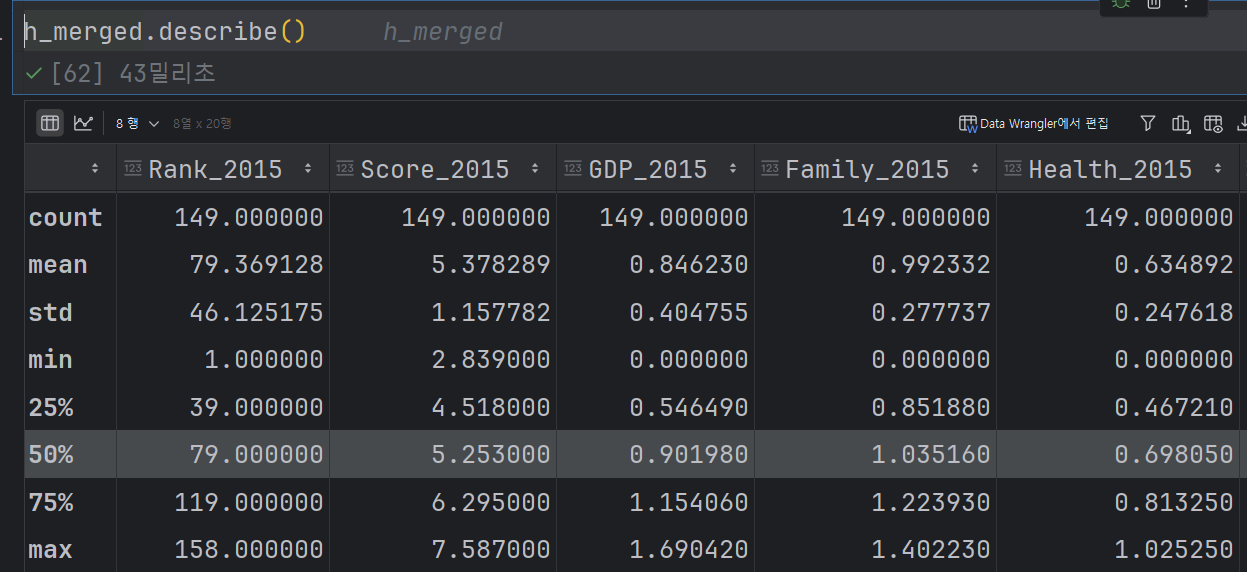 h_merged.describe() h_merged
[62] 43밀리초
8 행 8열 x 20행 Data Wrangler에서 편집
Rank_2015 Score_2015 GDP_2015 Family_2015 Health_2015
count 149.000000 149.000000 149.000000 149.000000 149.000000
mean 79.369128 5.378289 0.846230 0.992332 0.634892
std 46.125175 1.157782 0.404755 0.277737 0.247618
min 1.000000 2.839000 0.000000 0.000000 0.000000
25% 39.000000 4.518000 0.546490 0.851880 0.467210
50% 79.000000 5.253000 0.901980 1.035160 0.698050
75% 119.000000 6.295000 1.154060 1.223930 0.813250
max 158.000000 7.587000 1.690420 1.402230 1.025250